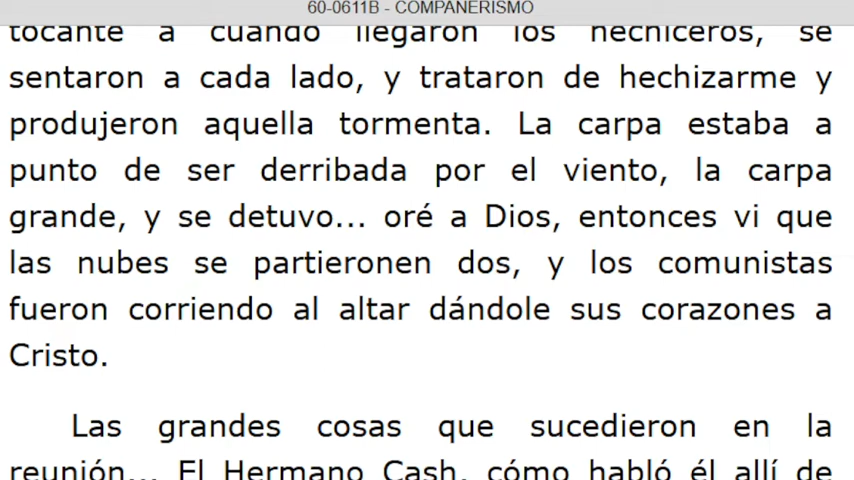 60-0611B - COMPAÑERISMO
tocante a cuando llegaron los hechiceros, se
sentaron a cada lado, y trataron de hechizarme y
produjeron aquella tormenta. La carpa estaba a
punto de ser derribada por el viento, la carpa
grande, y se detuvo... oré a Dios, entonces vi que
las nubes se partieronen dos, y los comunistas
fueron corriendo al altar dándole sus corazones a
Cristo.
Las grandes cosas que sucedieron en la
reunión... El Hermano Cash, cómo habló él allí de